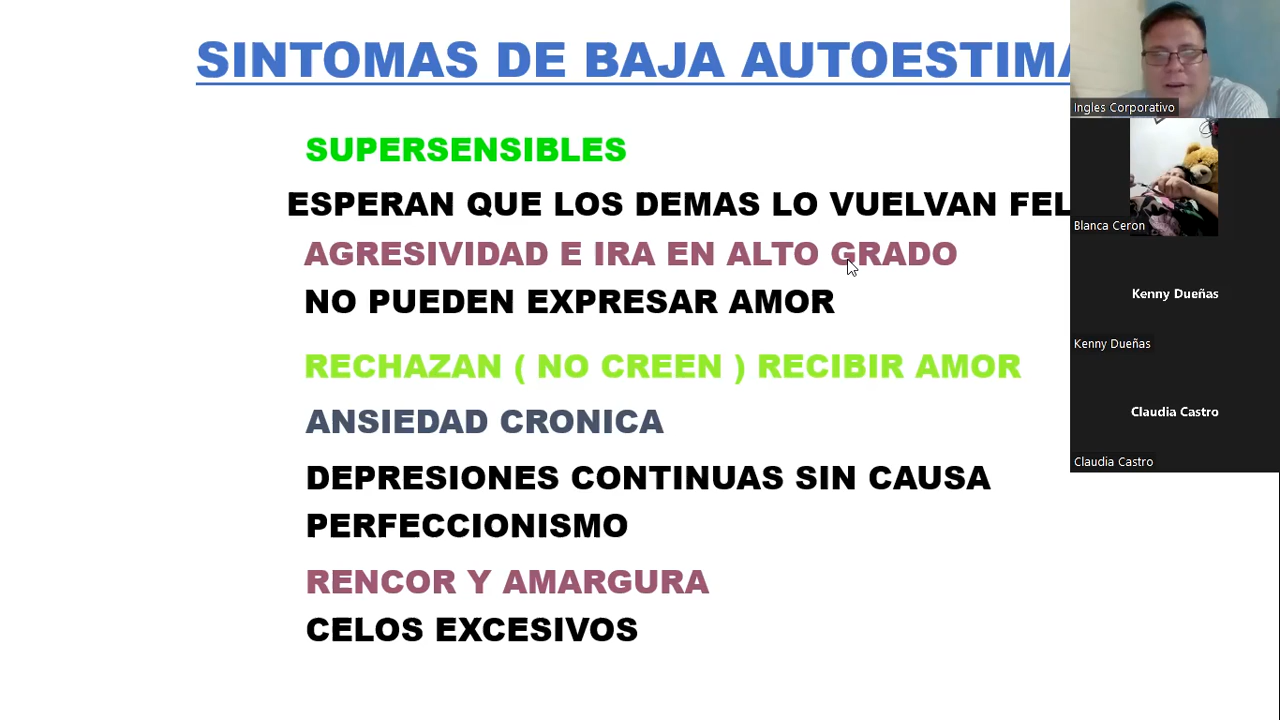 SINTOMAS DE BAJA AUTOESTIMA
SUPERSENSIBLES
ESPERAN QUE LOS DEMAS LO VUELVAN FEL
AGRESIVIDAD E IRA EN ALTO GRADO
NO PUEDEN EXPRESAR AMOR
RECHAZAN ( NO CREEN ) RECIBIR AMOR
ANSIEDAD CRONICA
DEPRESIONES CONTINUAS SIN CAUSA
PERFECCIONISMO
RENCOR Y AMARGURA
CELOS EXCESIVOS
Ingles Corporativo
Blanca Ceron
Kenny Dueñas
Kenny Dueñas
Claudia Castro
Claudia Castro